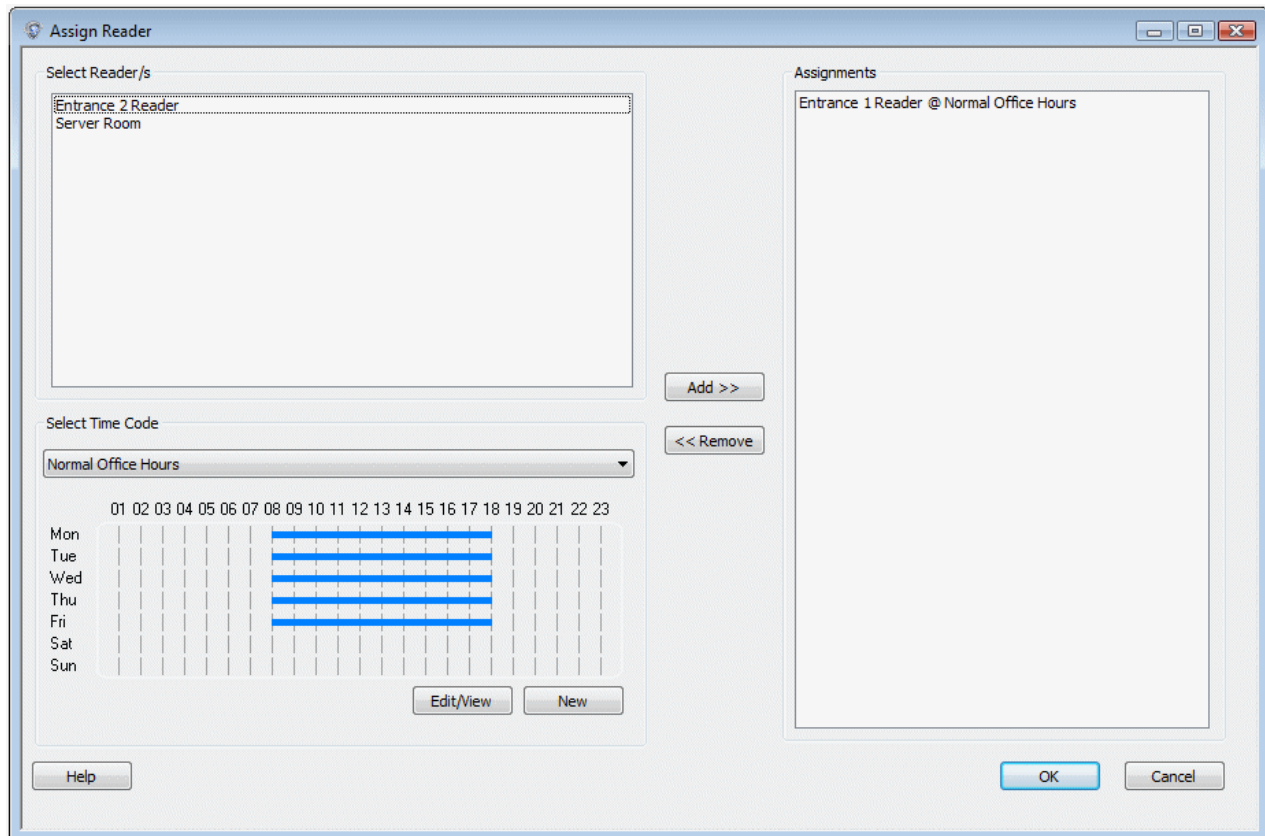 Assign Reader
Select Reader/s
Entrance 2 Reader
Server Room
Assignments
Entrance 1 Reader @ Normal Office Hours
Add >>
<< Remove
Select Time Code
Normal Office Hours
01 02 03 04 05 06 07 08 09 10 11 12 13 14 15 16 17 18 19 20 21 22 23
Mon
Tue
Wed
Thu
Fri
Sat
Sun
Edit/View
New
Help
OK
Cancel